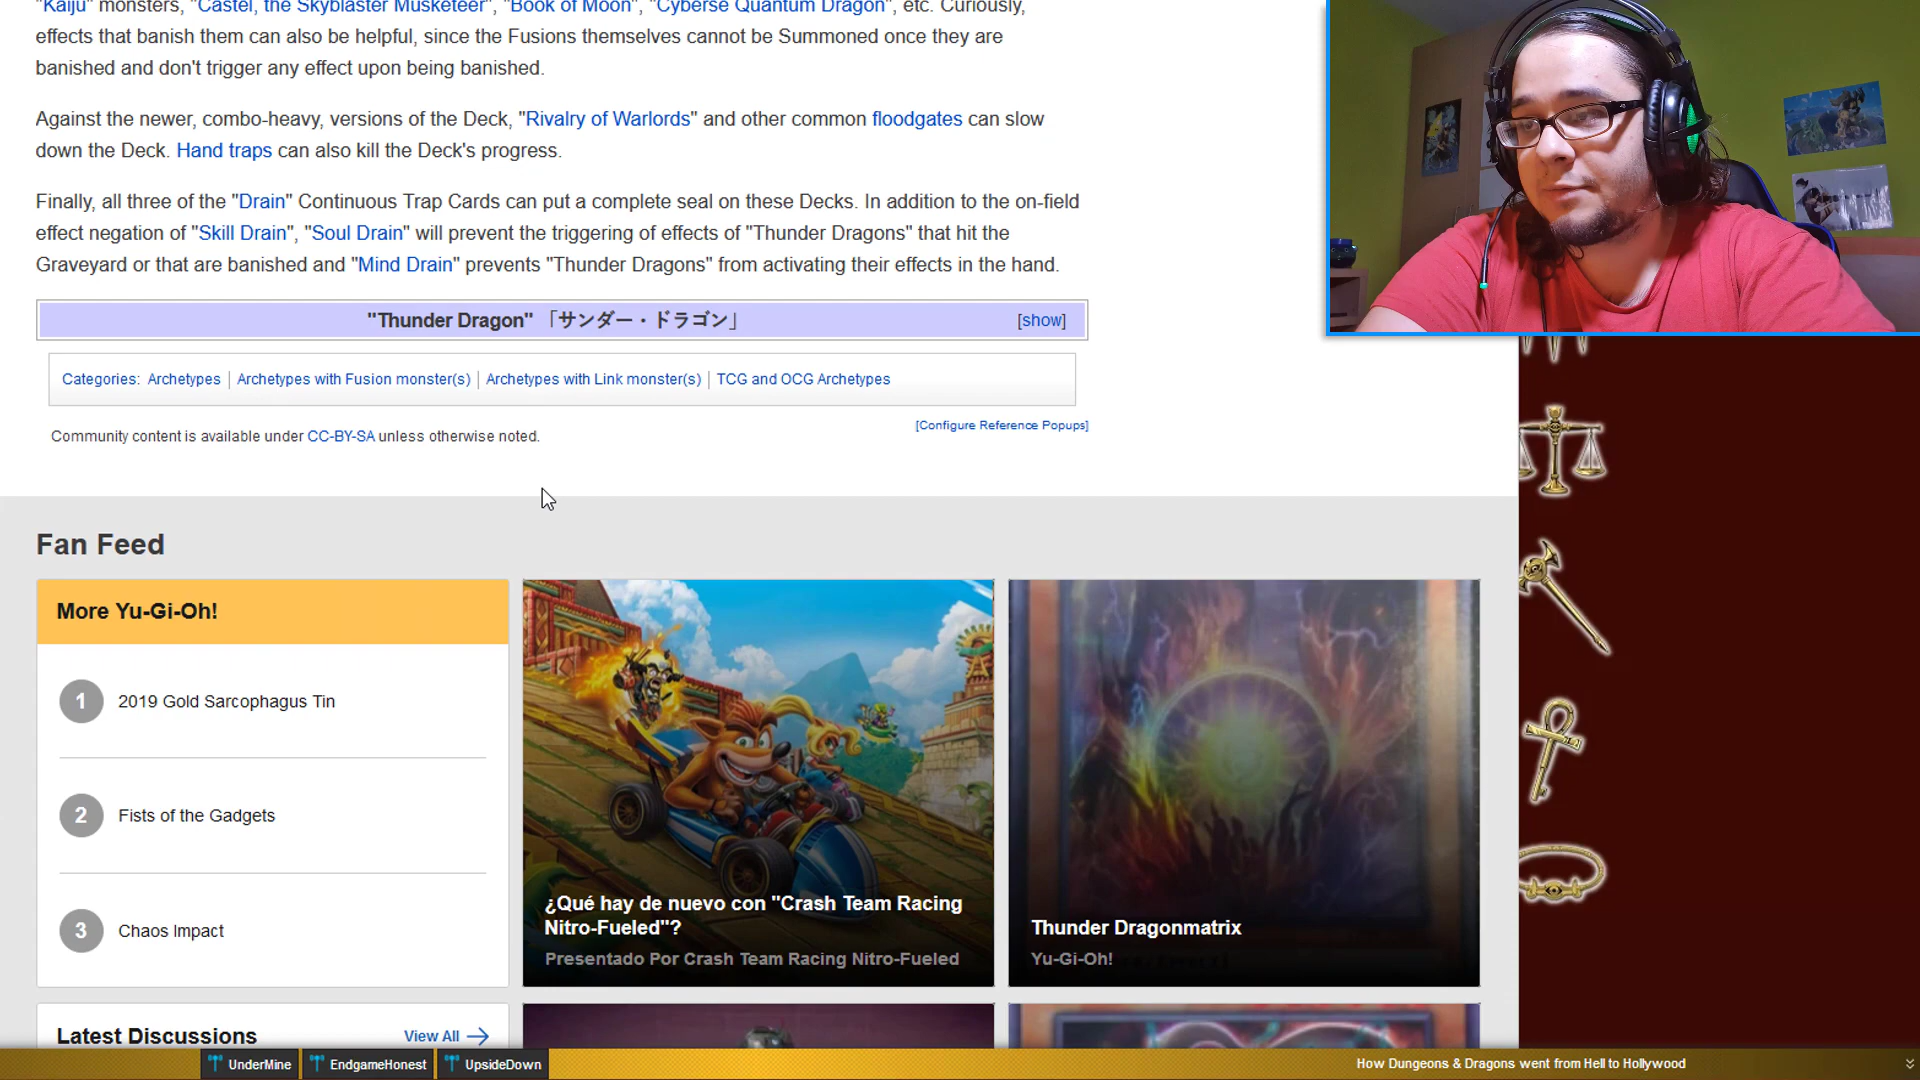 "Kaiju" monsters, "Castel, the Skyblaster Musketeer", "Book of Moon", "Cyberse Quantum Dragon", etc. Curiously,
effects that banish them can also be helpful, since the Fusions themselves cannot be Summoned once they are
banished and don't trigger any effect upon being banished.
Against the newer, combo-heavy, versions of the Deck, "Rivalry of Warlords" and other common floodgates can slow
down the Deck. Hand traps can also kill the Deck's progress.
Finally, all three of the "Drain" Continuous Trap Cards can put a complete seal on these Decks. In addition to the on-field
effect negation of "Skill Drain", "Soul Drain" will prevent the triggering of effects of "Thunder Dragons" that hit the
Graveyard or that are banished and "Mind Drain" prevents "Thunder Dragons" from activating their effects in the hand.
"Thunder Dragon" 「サンダー・ドラゴン」 [show]
Categories: Archetypes | Archetypes with Fusion monster(s) | Archetypes with Link monster(s) | TCG and OCG Archetypes
[Configure Reference Popups]
Community content is available under CC-BY-SA unless otherwise noted.
Fan Feed
More Yu-Gi-Oh!
1 2019 Gold Sarcophagus Tin
2 Fists of the Gadgets
3 Chaos Impact
¿Qué hay de nuevo con "Crash Team Racing
Nitro-Fueled"?
Presentado Por Crash Team Racing Nitro-Fueled
Thunder Dragonmatrix
Yu-Gi-Oh!
Latest Discussions View All
UnderMine EndgameHonest UpsideDown How Dungeons & Dragons went from Hell to Hollywood